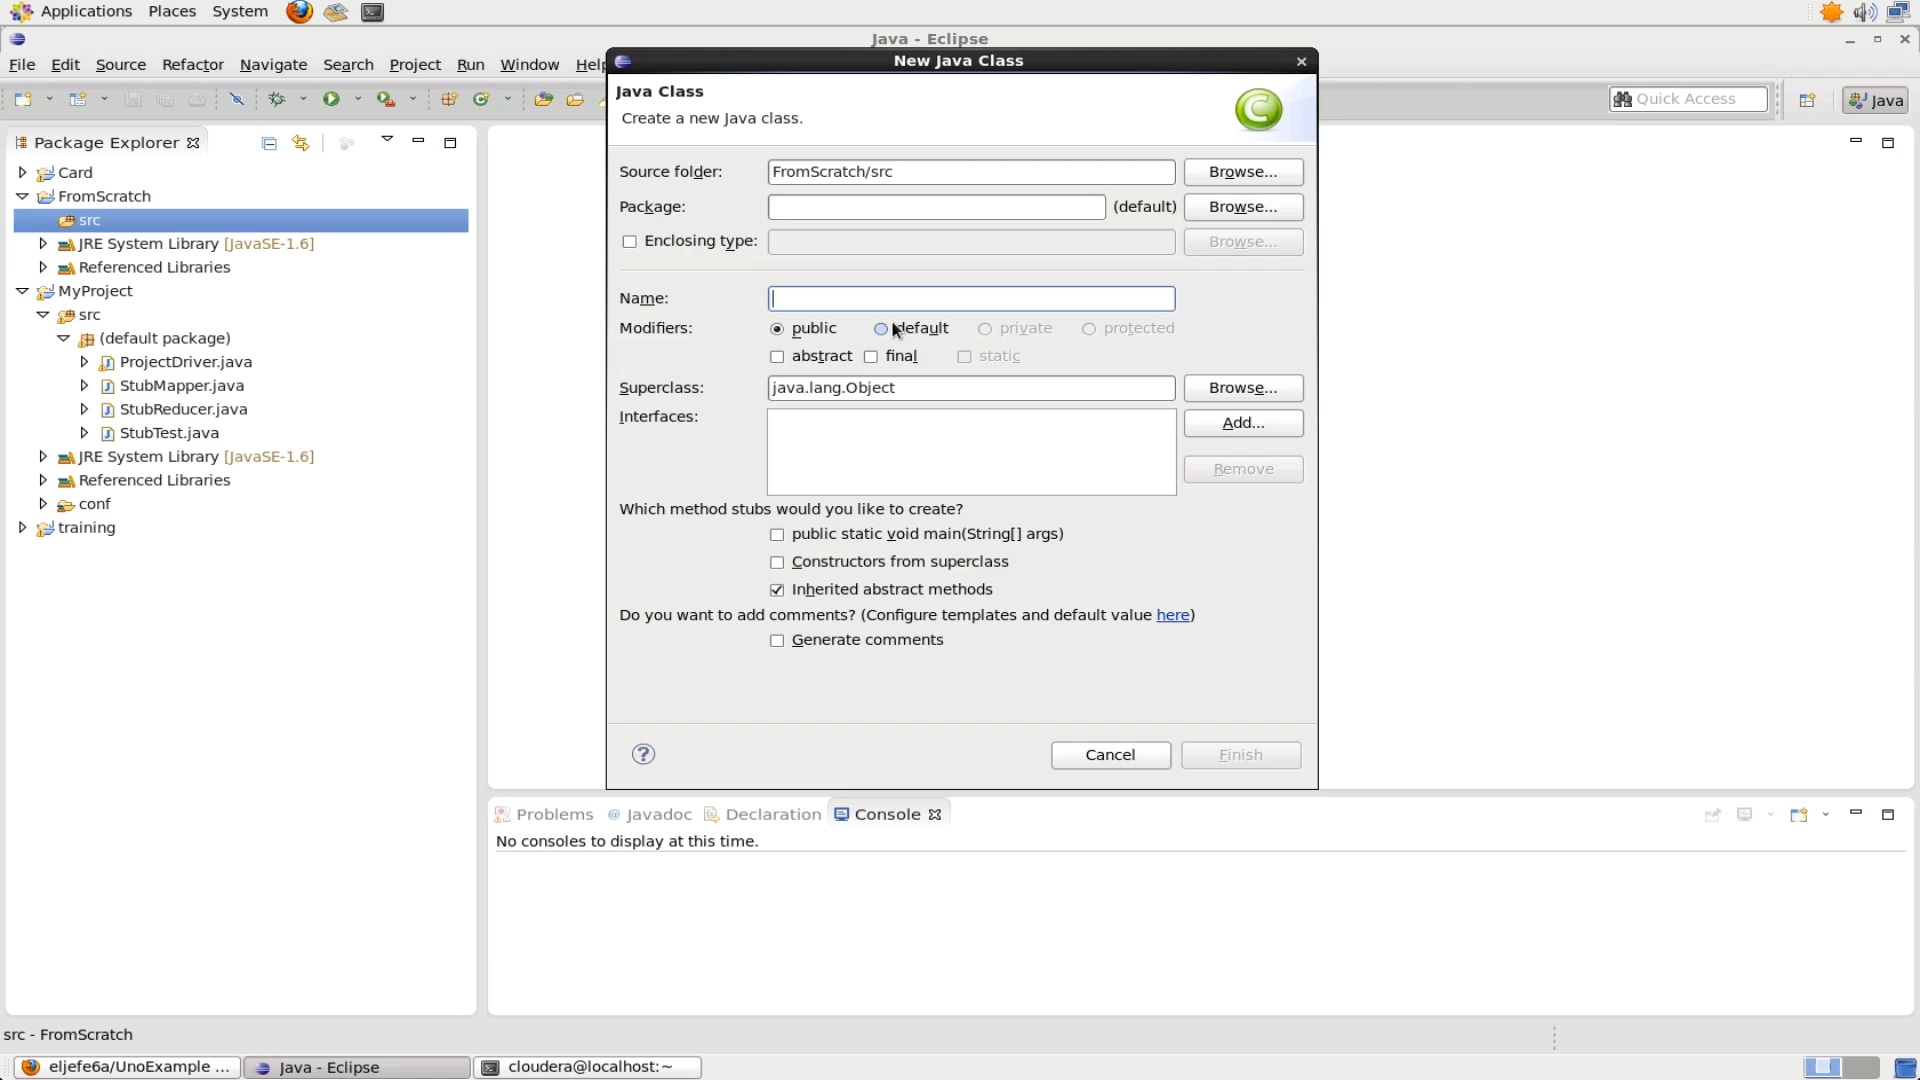 Applications Places System
Java - Eclipse
File Edit Source Refactor Navigate Search Project Run Window Help
New Java Class
Java Class
Create a new Java class.
Quick Access
Java
Package Explorer
Card
FromScratch
src
JRE System Library [JavaSE-1.6]
Referenced Libraries
MyProject
src
(default package)
ProjectDriver.java
StubMapper.java
StubReducer.java
StubTest.java
JRE System Library [JavaSE-1.6]
Referenced Libraries
conf
training
Source folder: FromScratch/src Browse...
Package: (default) Browse...
Enclosing type: Browse...
Name:
Modifiers: public default private protected
abstract final static
Superclass: java.lang.Object Browse...
Interfaces: Add...
Remove
Which method stubs would you like to create?
public static void main(String[] args)
Constructors from superclass
Inherited abstract methods
Do you want to add comments? (Configure templates and default value here)
Generate comments
? Cancel Finish
Problems @ Javadoc Declaration Console
No consoles to display at this time.
src - FromScratch
eljefe6a/UnoExample ... Java - Eclipse cloudera@localhost:~